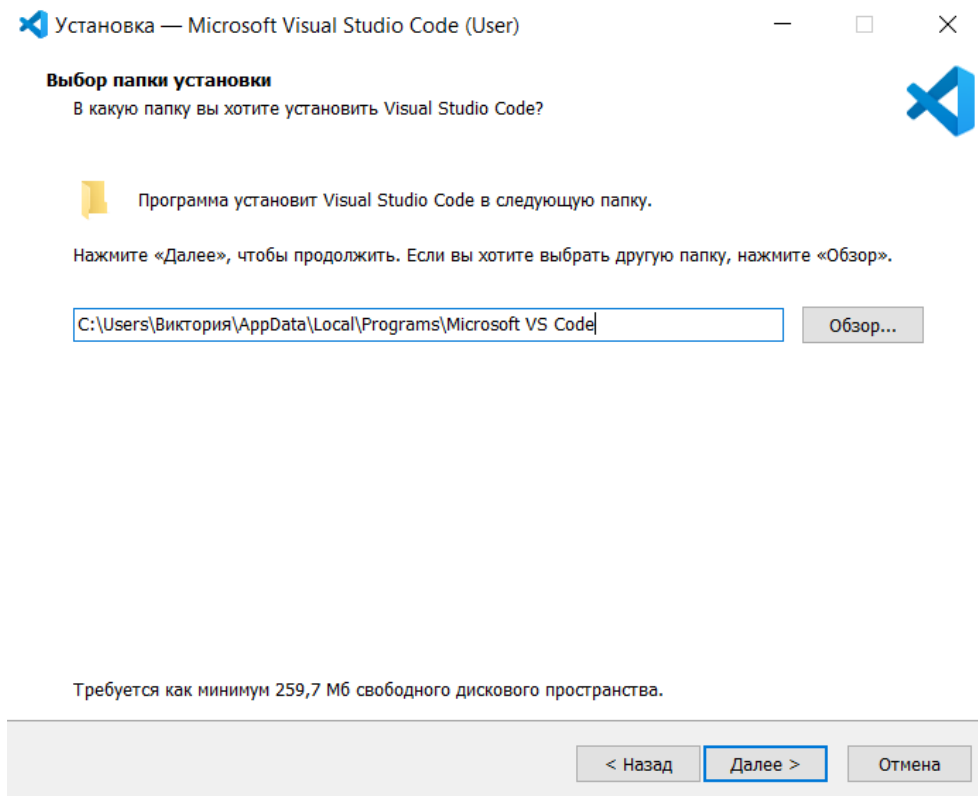 Установка — Microsoft Visual Studio Code (User)
Выбор папки установки
В какую папку вы хотите установить Visual Studio Code?
Программа установит Visual Studio Code в следующую папку.
Нажмите «Далее», чтобы продолжить. Если вы хотите выбрать другую папку, нажмите «Обзор».
C:\Users\Виктория\AppData\Local\Programs\Microsoft VS Code
Обзор...
Требуется как минимум 259,7 Мб свободного дискового пространства.
< Назад
Далее >
Отмена